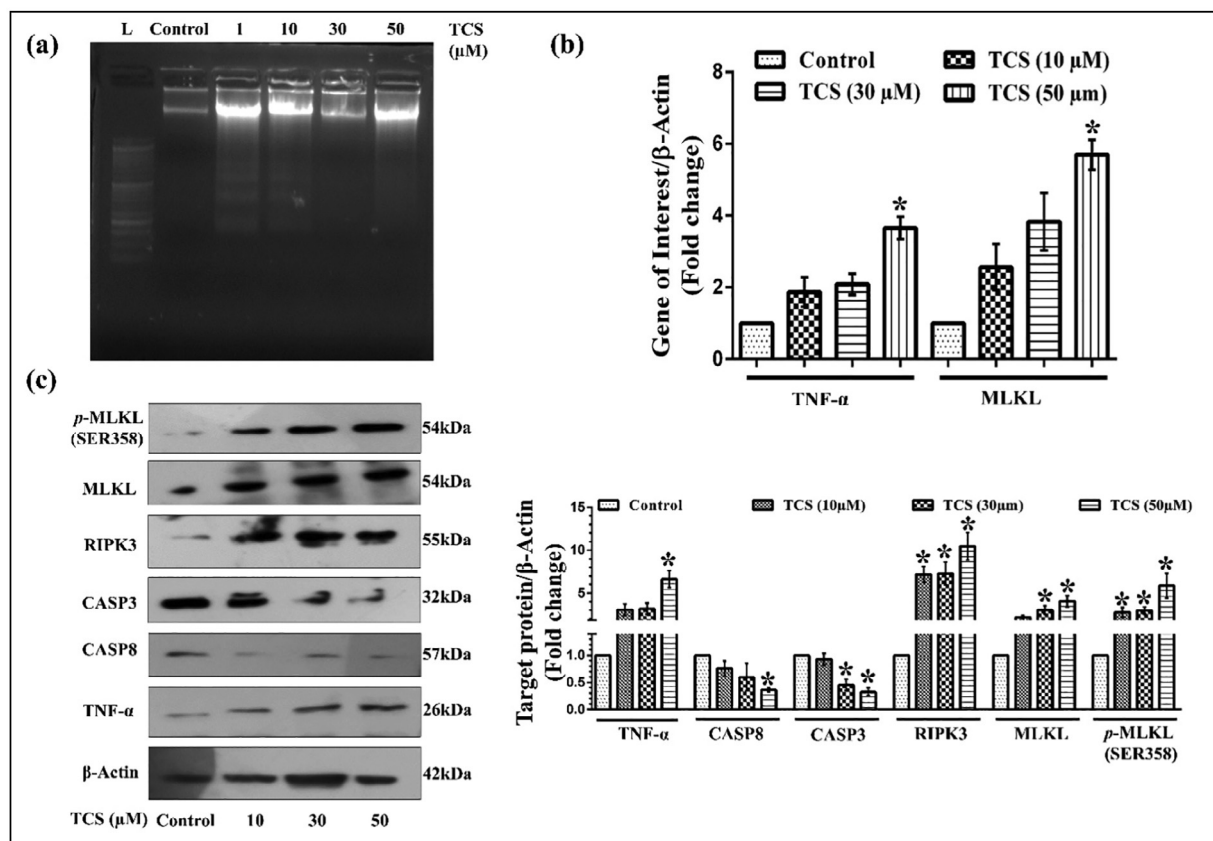 (a)
L Control 1 10 30 50 TCS
(µM)
(b)
Control TCS (10 µM)
TCS (30 µM) TCS (50 µm)
Gene of Interest/β-Actin
(Fold change)
8
6
4
2
0
* *
TNF-α MLKL
(c)
p-MLKL
(SER358) 54kDa
MLKL 54kDa
RIPK3 55kDa
CASP3 32kDa
CASP8 57kDa
TNF-α 26kDa
β-Actin 42kDa
TCS (µM) Control 10 30 50
Control TCS (10µM) TCS (30µm) TCS (50µM)
Target protein/β-Actin
(Fold change)
15
10
5
1.0
0.5
0.0
* * * * * * * * * * * *
TNF-α CASP8 CASP3 RIPK3 MLKL p-MLKL
(SER358)